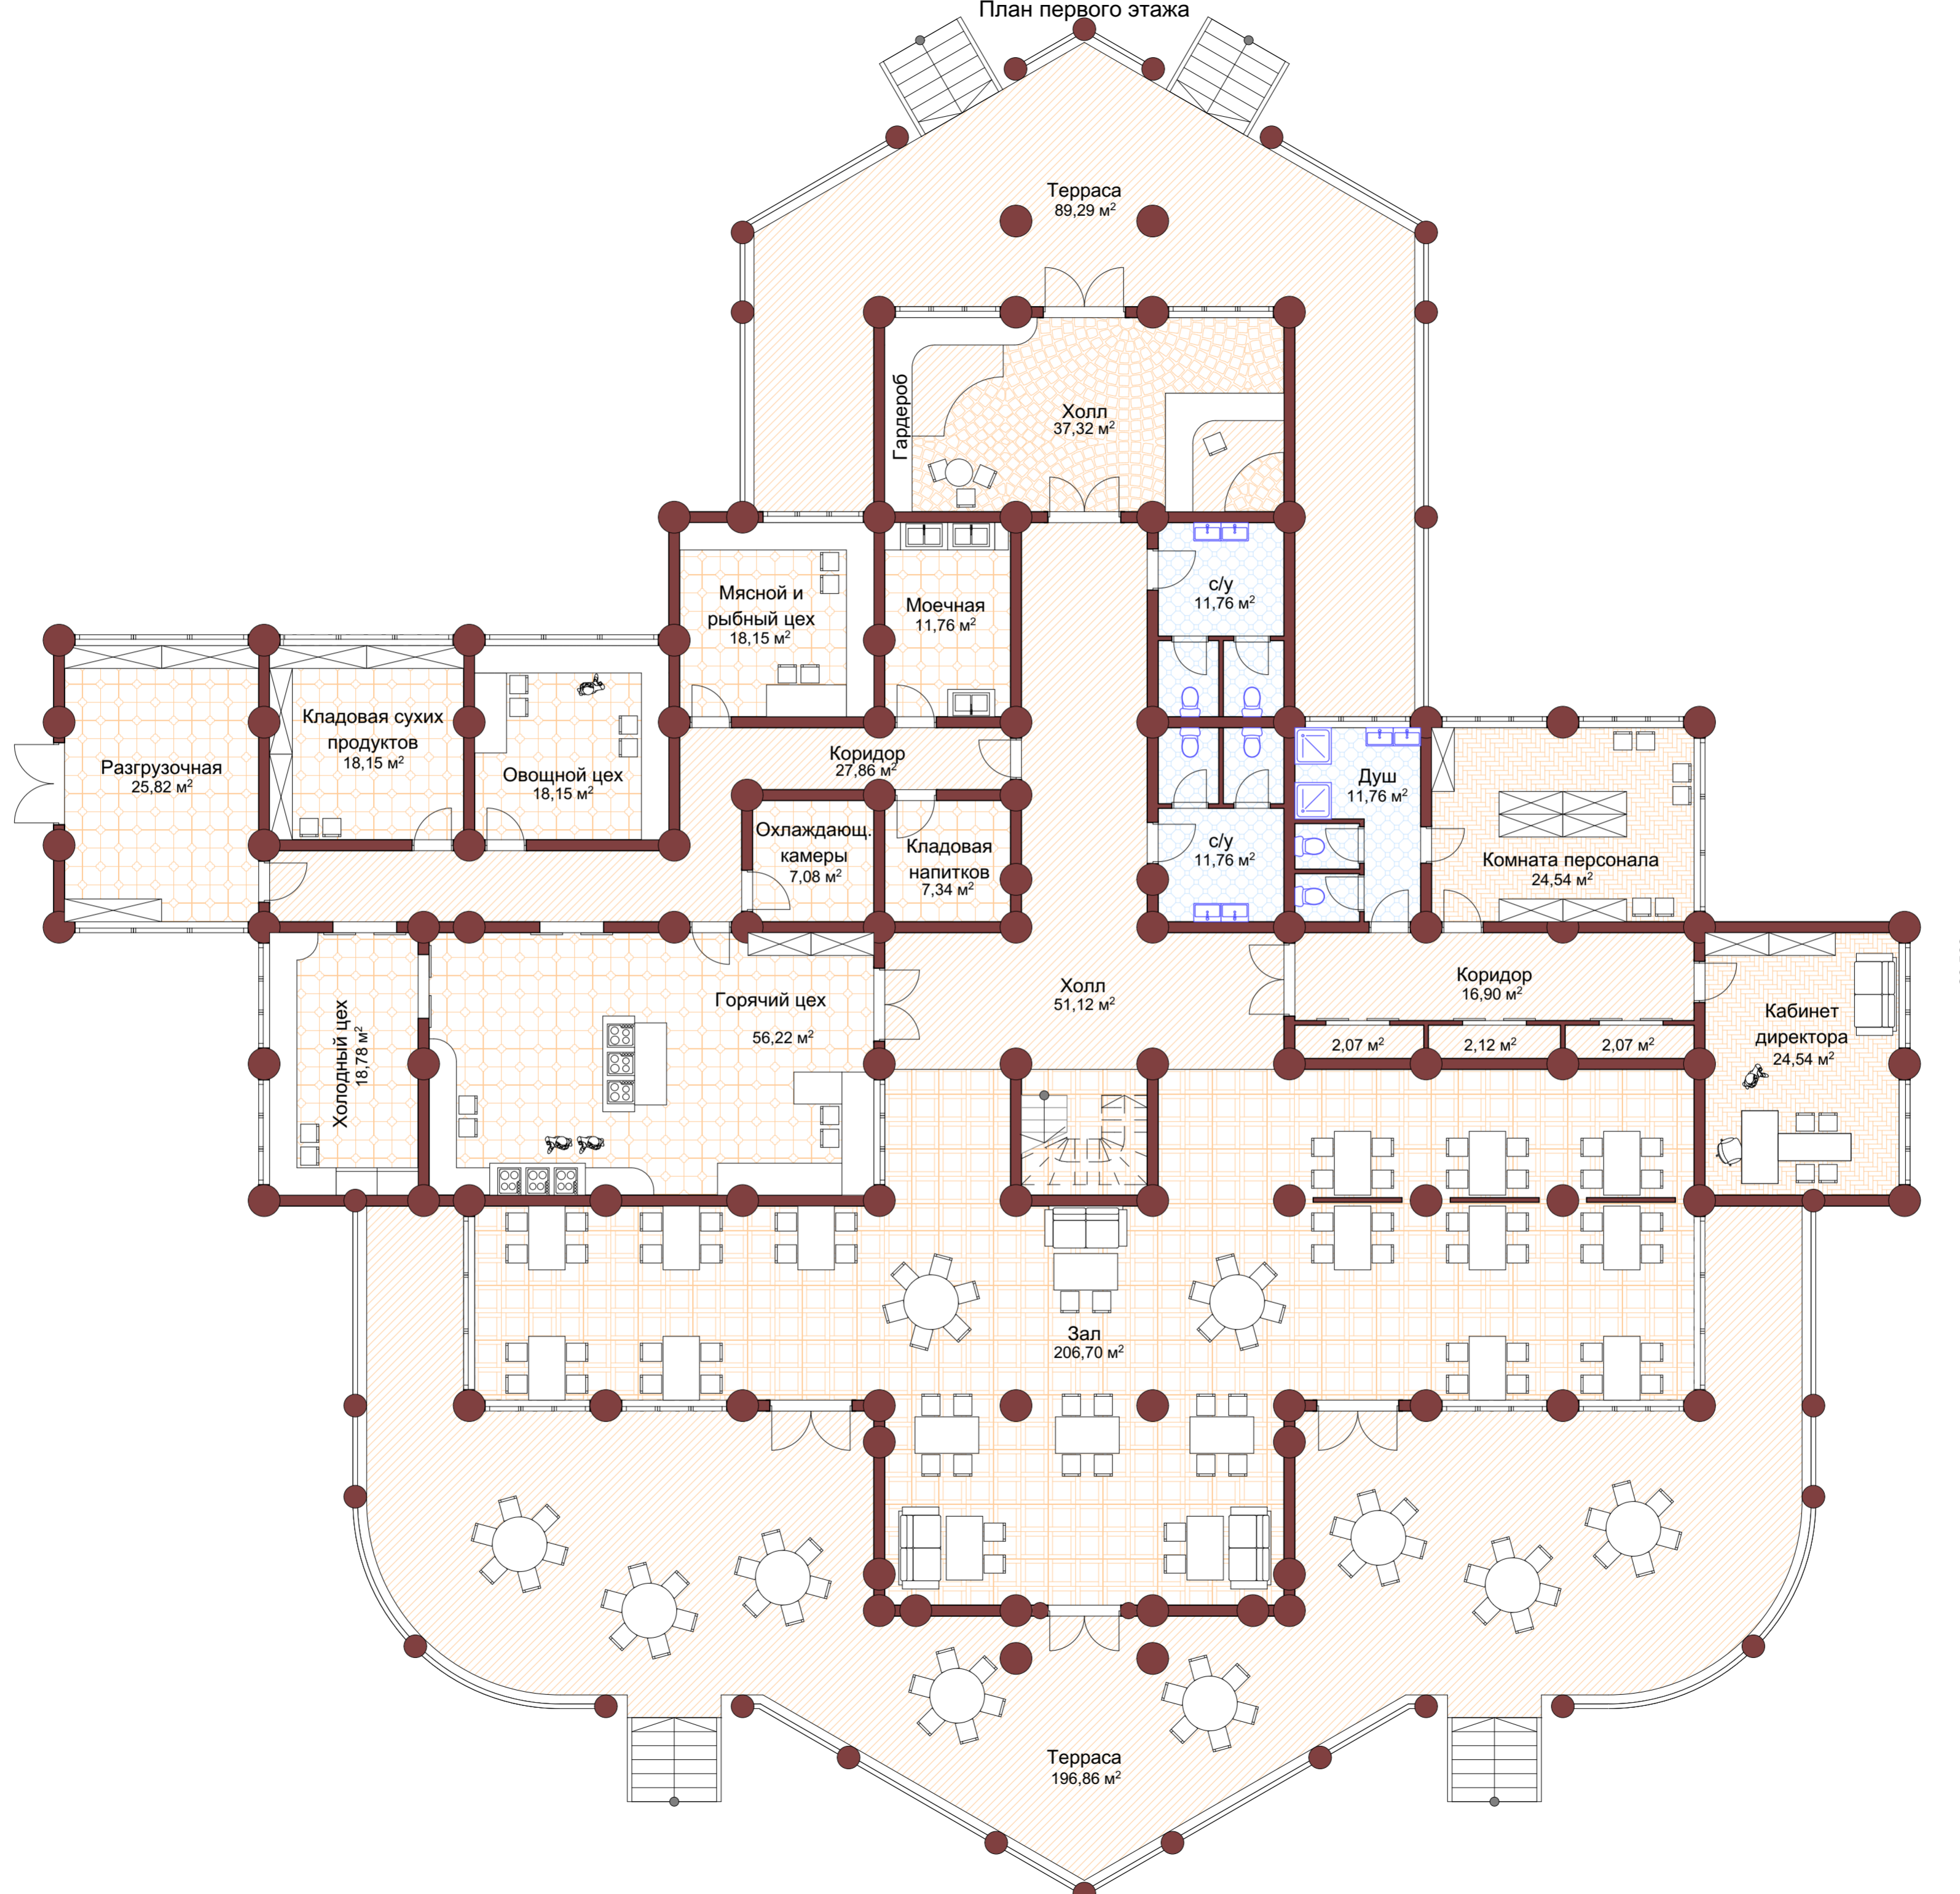 План первого этажа
Терраса
89,29 м²
Гардероб
Холл
37,32 м²
Мясной и
рыбный цех
18,15 м²
Моечная
11,76 м²
с/у
11,76 м²
Кладовая сухих
продуктов
18,15 м²
Разгрузочная
25,82 м²
Овощной цех
18,15 м²
Коридор
27,86 м²
Душ
11,76 м²
Охлаждающ.
камеры
7,08 м²
Кладовая
напитков
7,34 м²
с/у
11,76 м²
Комната персонала
24,54 м²
Холодный цех
18,78 м²
Горячий цех
56,22 м²
Холл
51,12 м²
Коридор
16,90 м²
2,07 м²
2,12 м²
2,07 м²
Кабинет
директора
24,54 м²
Зал
206,70 м²
Терраса
196,86 м²